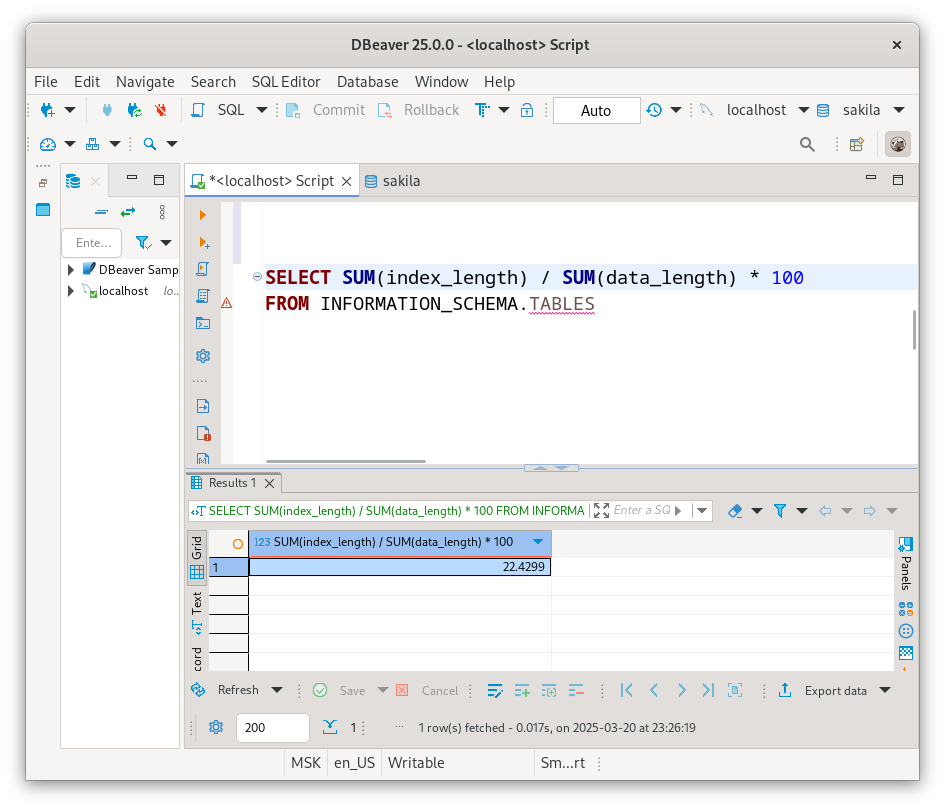 DBeaver 25.0.0 - <localhost> Script
File Edit Navigate Search SQL Editor Database Window Help
SQL Commit Rollback Auto localhost sakila
*<localhost> Script sakila
Ente...
DBeaver Samp
localhost lo...
SELECT SUM(index_length) / SUM(data_length) * 100
FROM INFORMATION_SCHEMA.TABLES
Results 1
SELECT SUM(index_length) / SUM(data_length) * 100 FROM INFORMA Enter a SQ
Grid
123 SUM(index_length) / SUM(data_length) * 100
1 22.4299
Text
cord
Panels
Refresh Save Cancel Export data
200 1 ... 1 row(s) fetched - 0.017s, on 2025-03-20 at 23:26:19
MSK en_US Writable Sm...rt